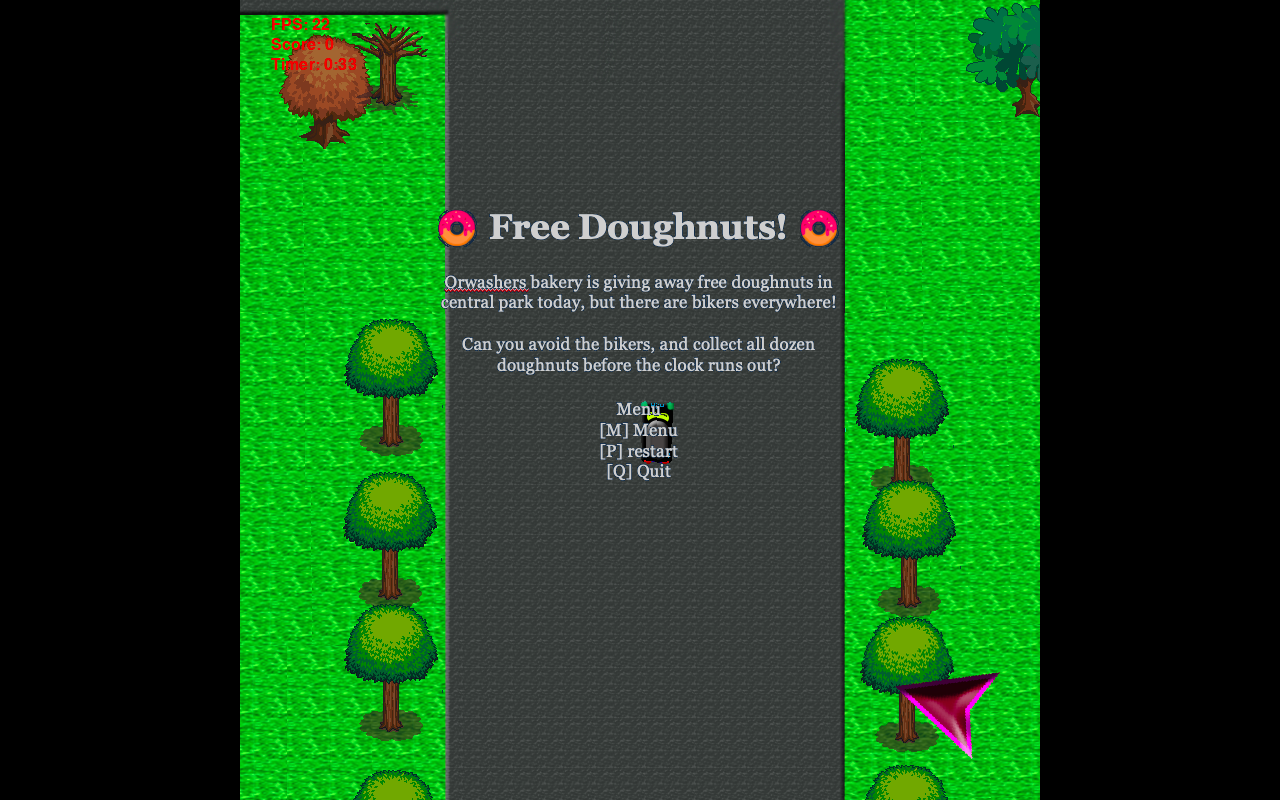 FPS: 22
Score: 0
Timer: 0:33
Free Doughnuts!
Orwashers bakery is giving away free doughnuts in
central park today, but there are bikers everywhere!
Can you avoid the bikers, and collect all dozen
doughnuts before the clock runs out?
Menu
[M] Menu
[P] restart
[Q] Quit